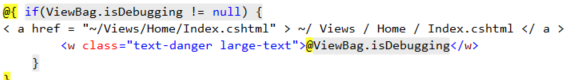 @{ if(ViewBag.isDebugging != null) {
< a href = "~/Views/Home/Index.cshtml" > ~/ Views / Home / Index.cshtml </ a >
<w class="text-danger large-text">@ViewBag.isDebugging</w>
}
}